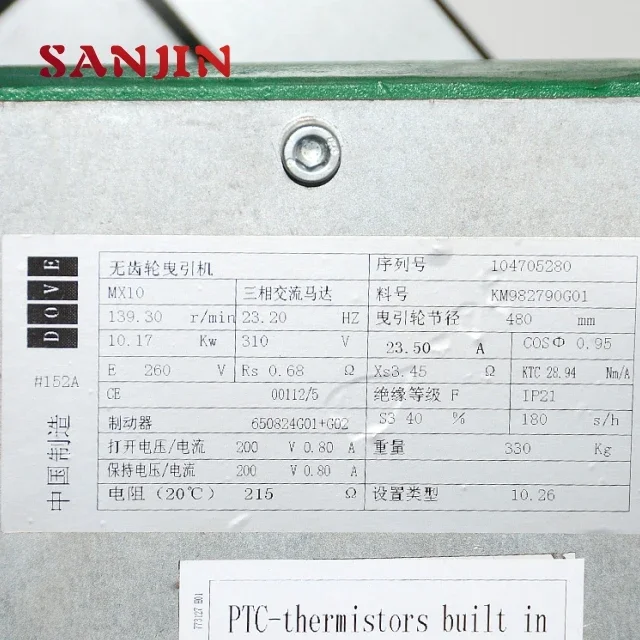 SANJIN
DOVE
#152A
中国制造
无齿轮曳引机 序列号 104705280
MX10 三相交流马达 料号 KM982790G01
139.30 r/min 23.20 HZ 曳引轮节径 480 mm
10.17 Kw 310 V 23.50 A COSΦ 0.95
E 260 V Rs 0.68 Ω Xs3.45 Ω KTC 28.94 Nm/A
CE 00112/5 绝缘等级 F IP21
制动器 650824G01+G02 S3 40 % 180 s/h
打开电压/电流 200 V 0.80 A 重量 330 Kg
保持电压/电流 200 V 0.80 A
电阻(20℃) 215 Ω 设置类型 10.26
773127 H01
PTC-thermistors built in